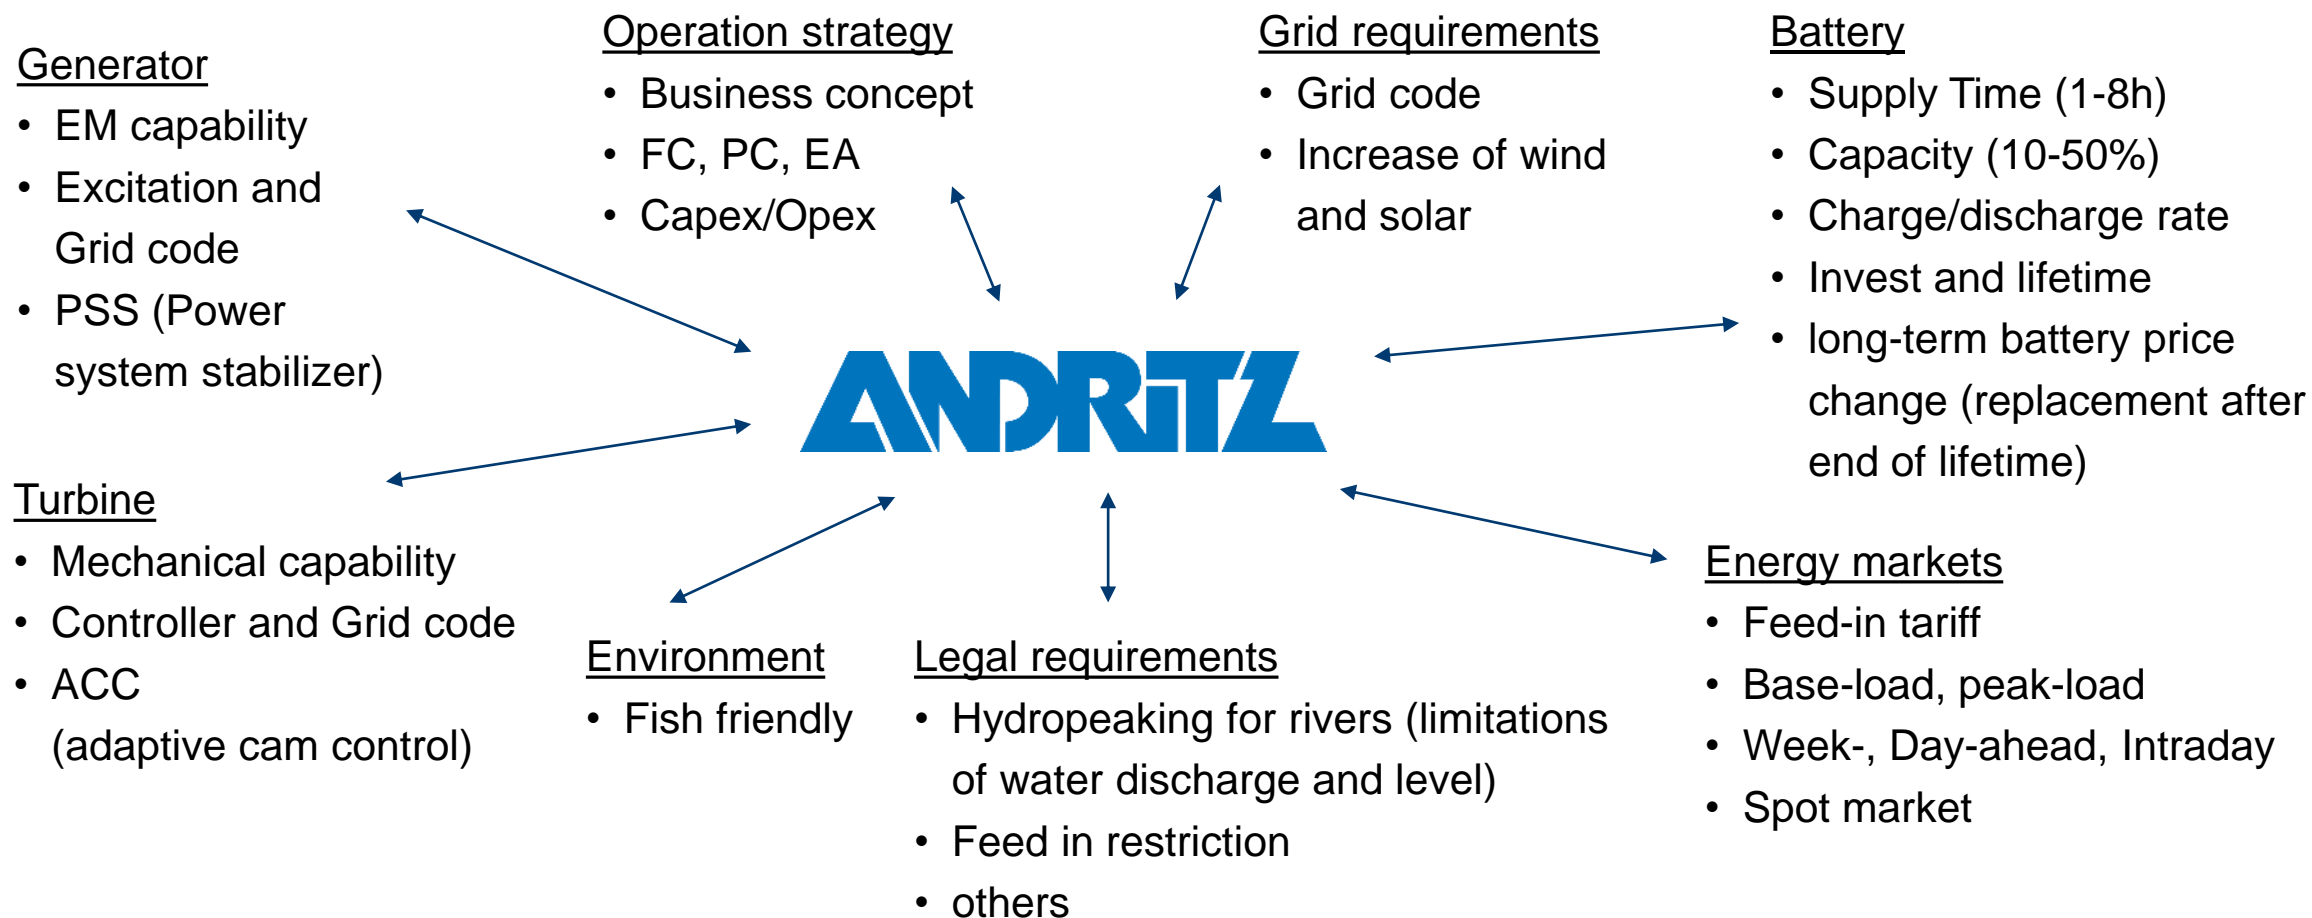 Generator
• EM capability
• Excitation and
Grid code
• PSS (Power
system stabilizer)
Operation strategy
• Business concept
• FC, PC, EA
• Capex/Opex
Grid requirements
• Grid code
• Increase of wind
and solar
Battery
• Supply Time (1-8h)
• Capacity (10-50%)
• Charge/discharge rate
• Invest and lifetime
• long-term battery price
change (replacement after
end of lifetime)
ANDRiTZ
Turbine
• Mechanical capability
• Controller and Grid code
• ACC
(adaptive cam control)
Environment
• Fish friendly
Legal requirements
• Hydropeaking for rivers (limitations
of water discharge and level)
• Feed in restriction
• others
Energy markets
• Feed-in tariff
• Base-load, peak-load
• Week-, Day-ahead, Intraday
• Spot market